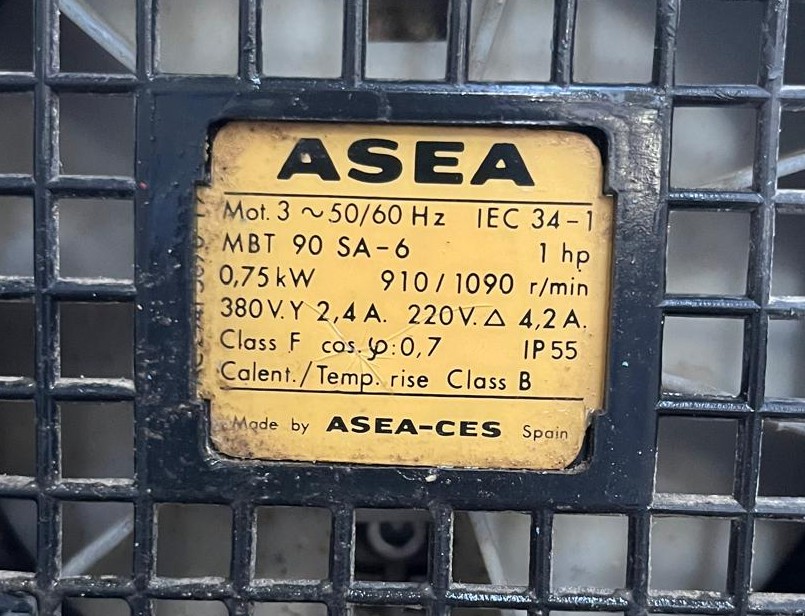 ASEA
Mot. 3 ~ 50/60 Hz IEC 34-1
MBT 90 SA-6 1 hp
0,75 kW 910/1090 r/min
380V.Y 2,4 A. 220V.Δ 4,2 A.
Class F cos.φ:0,7 IP 55
Calent./Temp. rise Class B
Made by ASEA-CES Spain